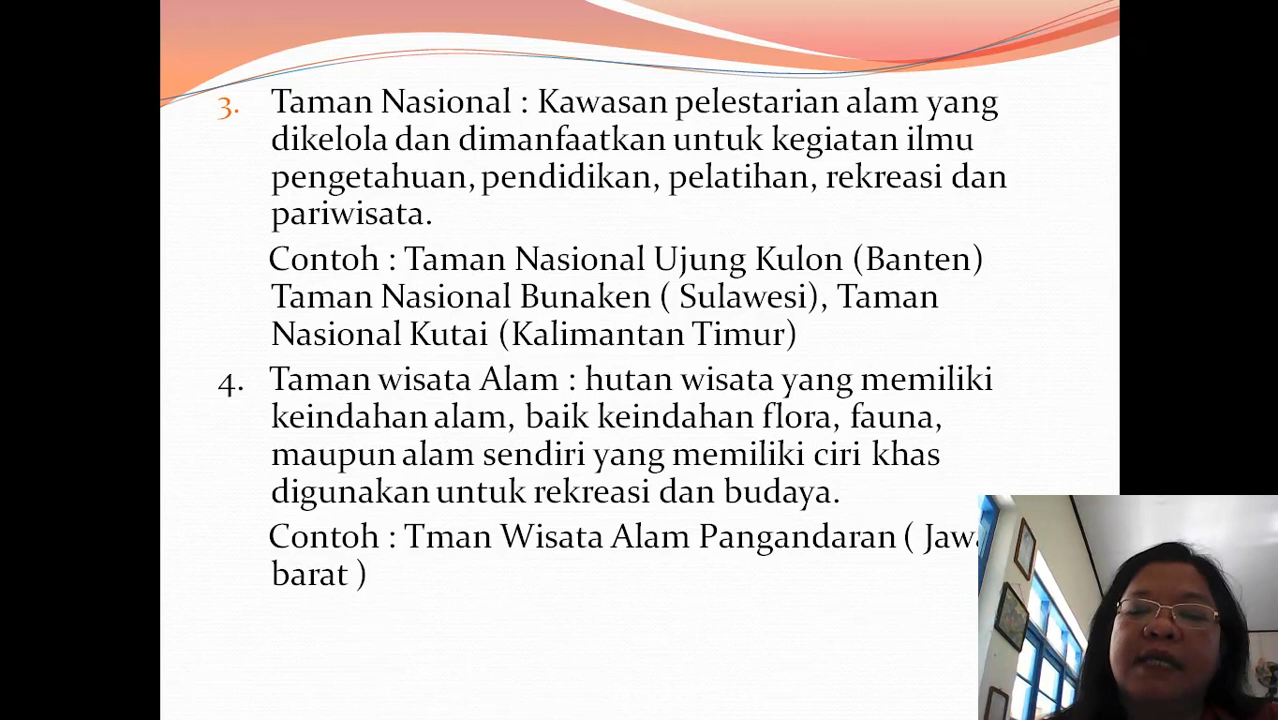 3. Taman Nasional : Kawasan pelestarian alam yang
dikelola dan dimanfaatkan untuk kegiatan ilmu
pengetahuan, pendidikan, pelatihan, rekreasi dan
pariwisata.
Contoh : Taman Nasional Ujung Kulon (Banten)
Taman Nasional Bunaken ( Sulawesi), Taman
Nasional Kutai (Kalimantan Timur)
4. Taman wisata Alam : hutan wisata yang memiliki
keindahan alam, baik keindahan flora, fauna,
maupun alam sendiri yang memiliki ciri khas
digunakan untuk rekreasi dan budaya.
Contoh : Tman Wisata Alam Pangandaran ( Jawa
barat )